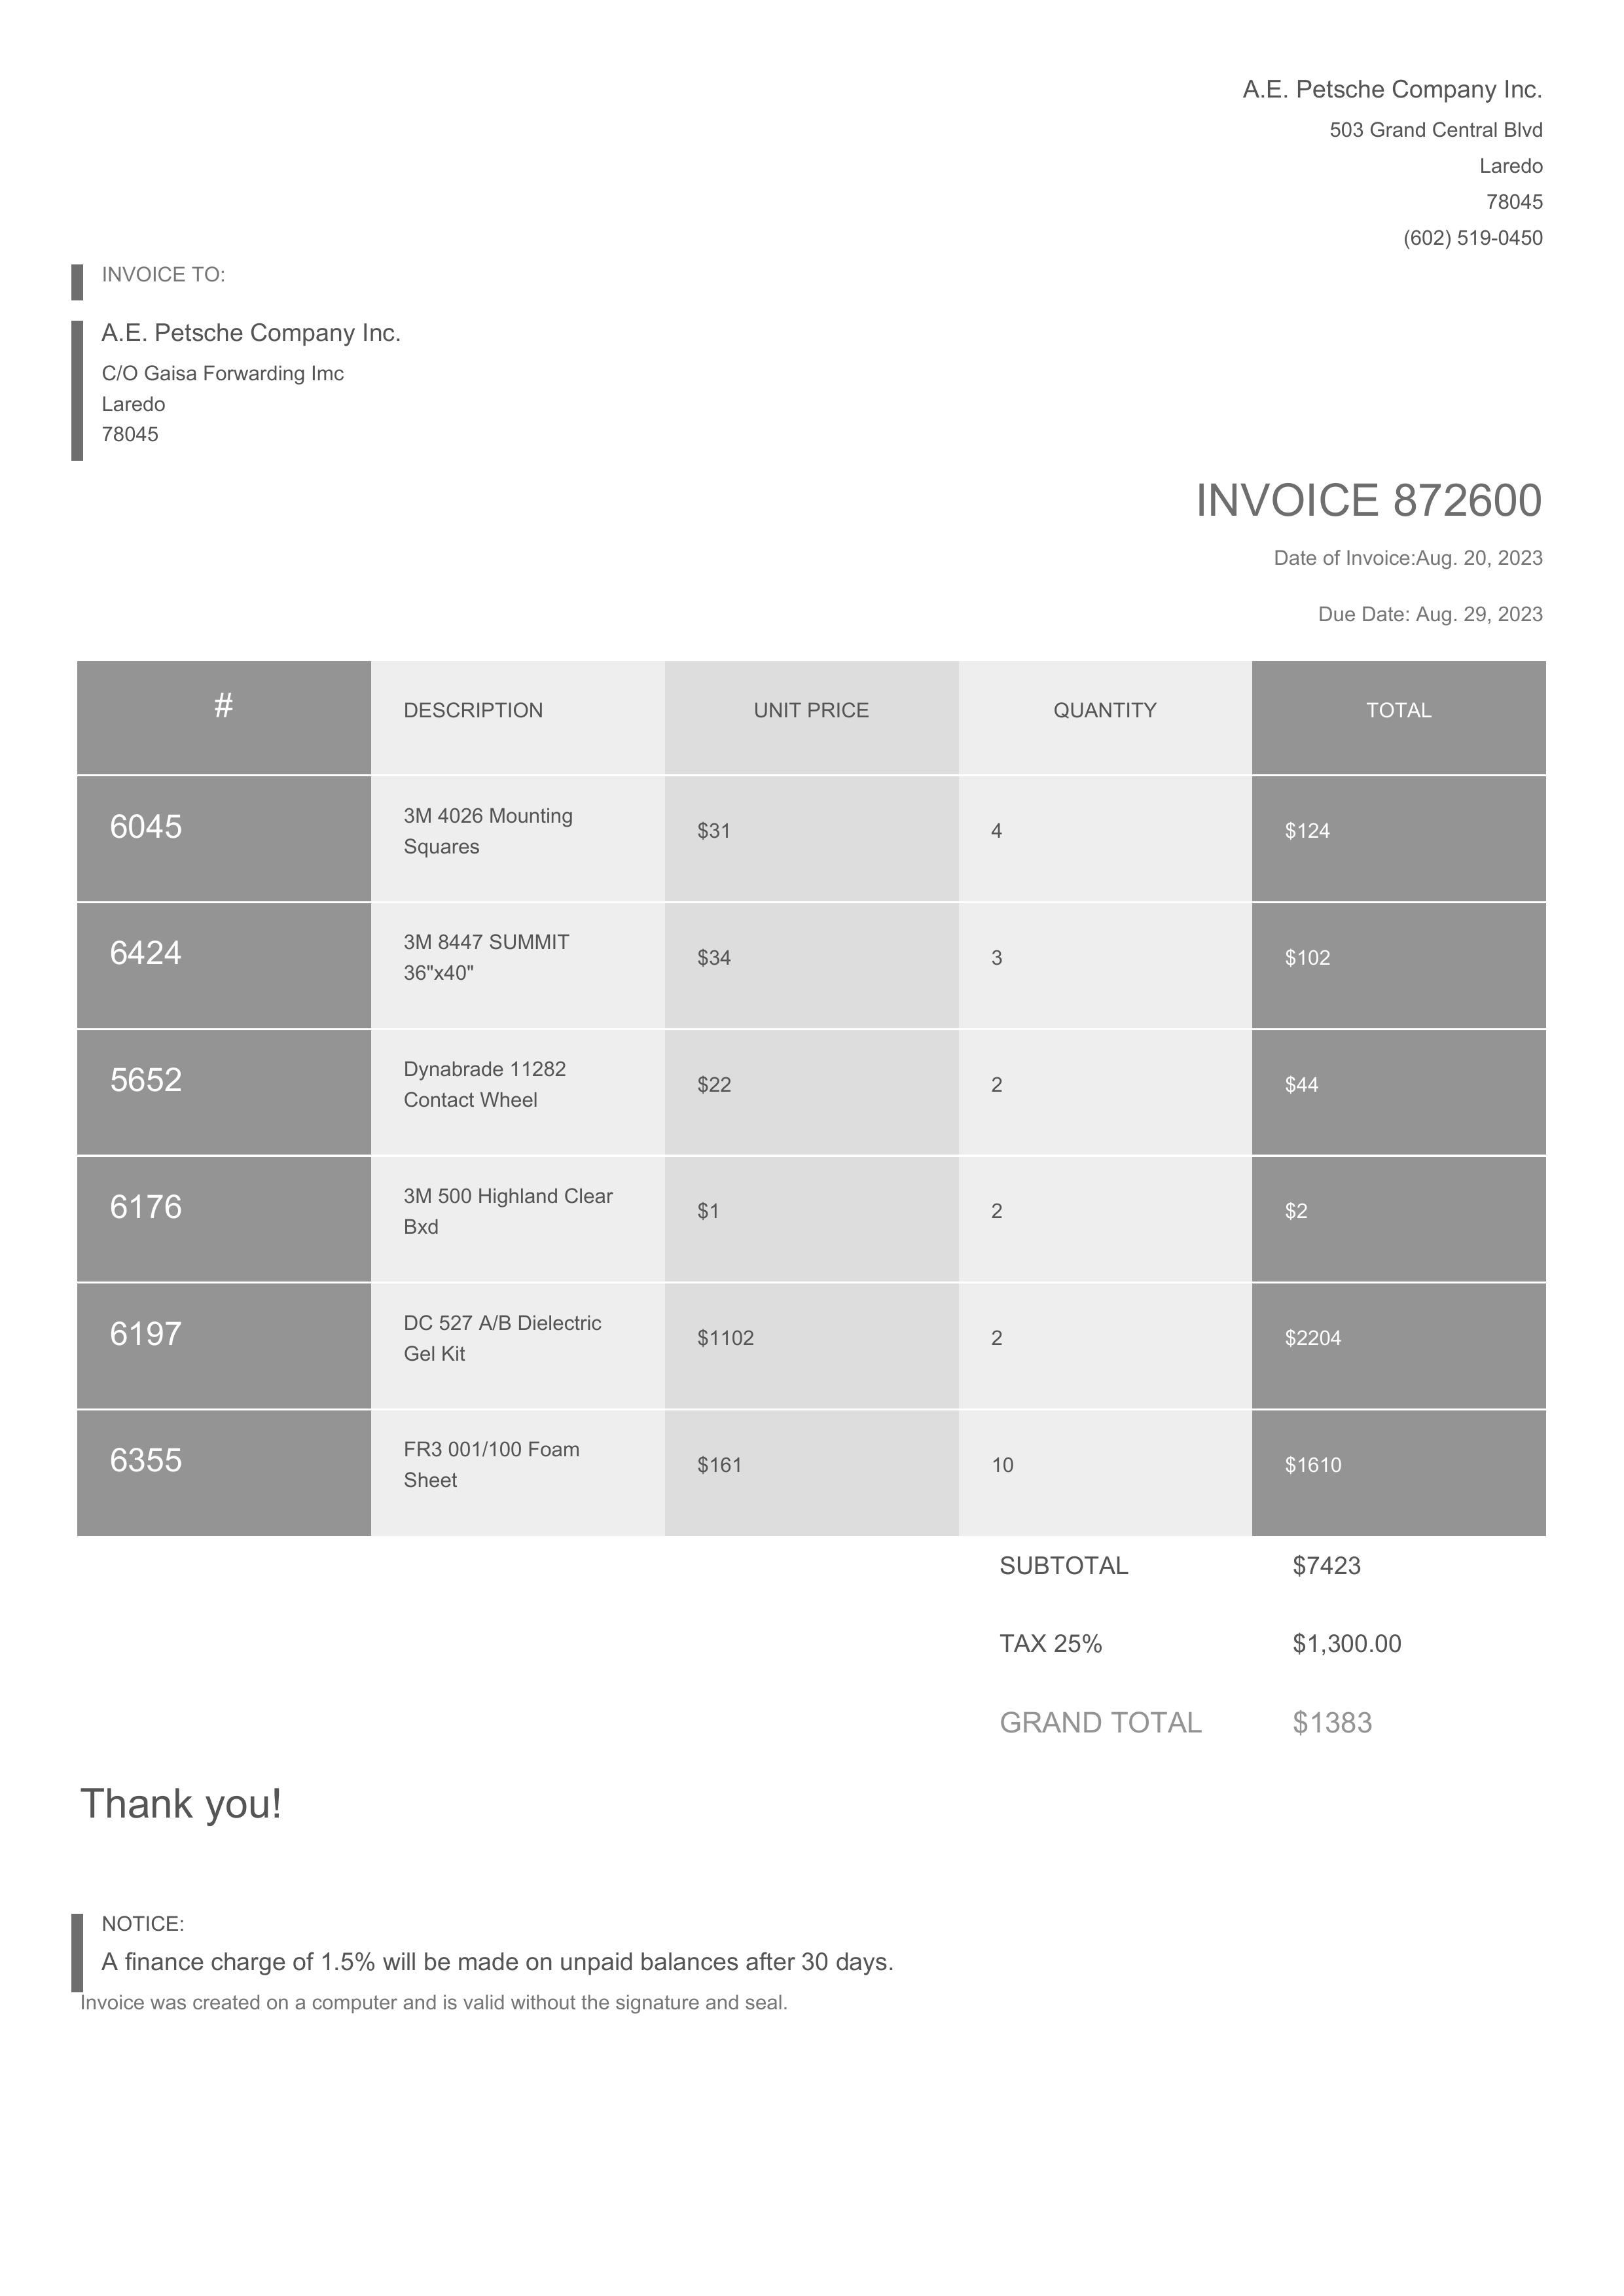 A.E. Petsche Company Inc.
503 Grand Central Blvd
Laredo
78045
(602) 519-0450
INVOICE TO:
A.E. Petsche Company Inc.
C/O Gaisa Forwarding Imc
Laredo
78045
INVOICE 872600
Date of Invoice:Aug. 20, 2023
Due Date: Aug. 29, 2023
# DESCRIPTION UNIT PRICE QUANTITY TOTAL
6045 3M 4026 Mounting
Squares $31 4 $124
6424 3M 8447 SUMMIT
36"x40" $34 3 $102
5652 Dynabrade 11282
Contact Wheel $22 2 $44
6176 3M 500 Highland Clear
Bxd $1 2 $2
6197 DC 527 A/B Dielectric
Gel Kit $1102 2 $2204
6355 FR3 001/100 Foam
Sheet $161 10 $1610
SUBTOTAL $7423
TAX 25% $1,300.00
GRAND TOTAL $1383
Thank you!
NOTICE:
A finance charge of 1.5% will be made on unpaid balances after 30 days.
Invoice was created on a computer and is valid without the signature and seal.